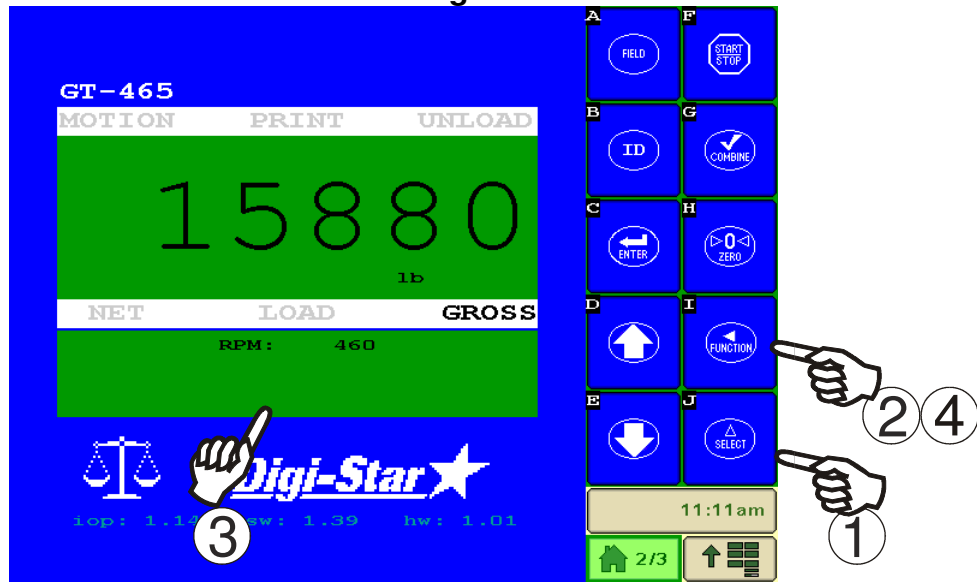 GT-465
MOTION PRINT UNLOAD
15880
lb
NET LOAD GROSS
RPM: 460
Digi-Star
iop: 1.14 sw: 1.39 hw: 1.01
A
FIELD
F
START
STOP
B
ID
G
COMBINE
C
ENTER
H
0
ZERO
D
I
FUNCTION
E
J
SELECT
11:11am
2/3
2 4
3
1